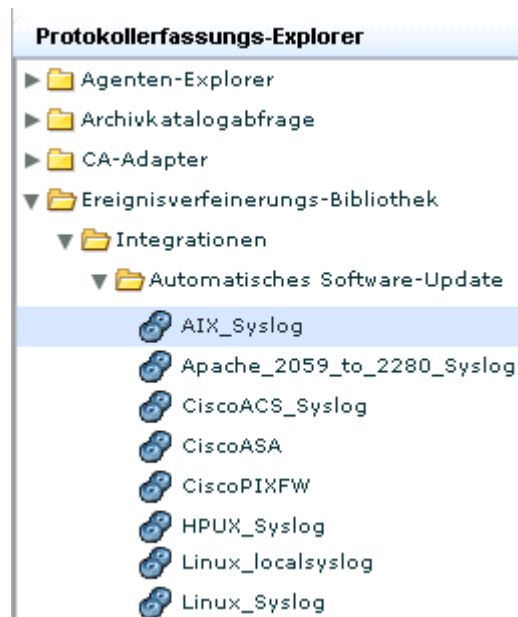 Protokollerfassungs-Explorer
Agenten-Explorer
Archivkatalogabfrage
CA-Adapter
Ereignisverfeinerungs-Bibliothek
Integrationen
Automatisches Software-Update
AIX_Syslog
Apache_2059_to_2280_Syslog
CiscoACS_Syslog
CiscoASA
CiscoPIXFW
HPUX_Syslog
Linux_localsyslog
Linux_Syslog